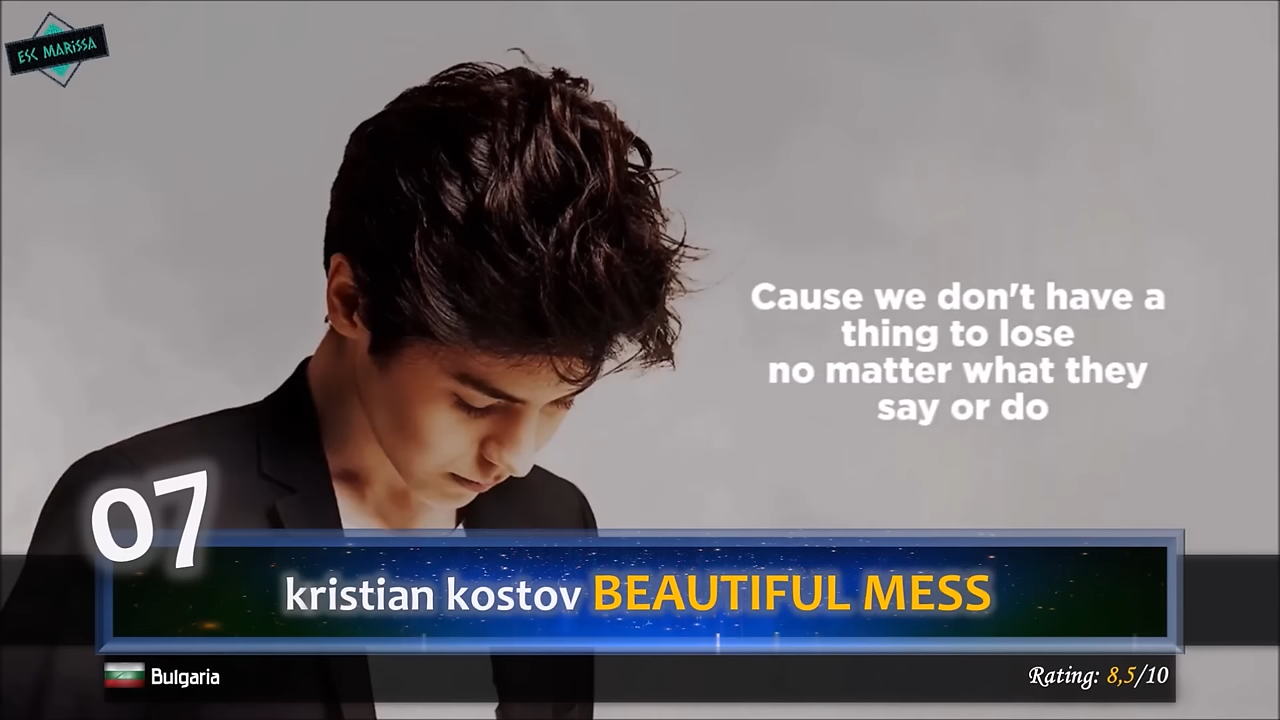 ESC MARISSA
Cause we don't have a
thing to lose
no matter what they
say or do
07
kristian kostov BEAUTIFUL MESS
Bulgaria
Rating: 8,5/10